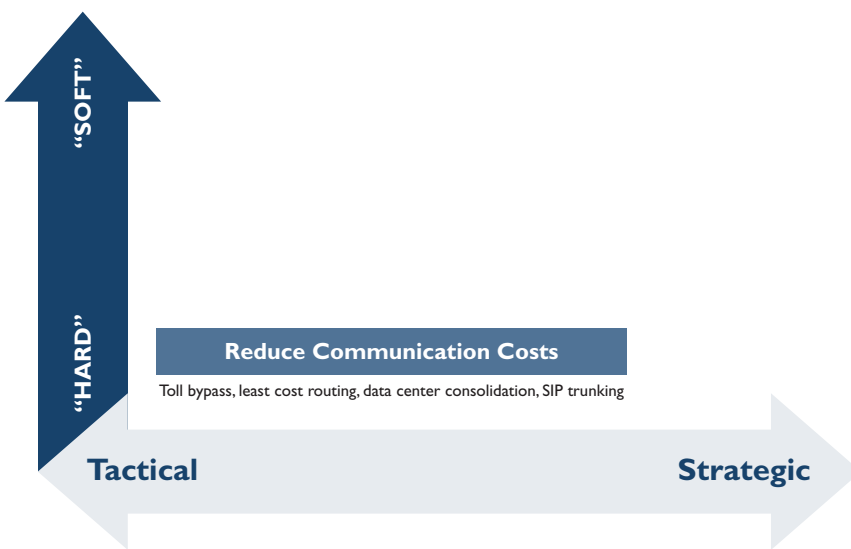 “SOFT”
“HARD”
Reduce Communication Costs
Toll bypass, least cost routing, data center consolidation, SIP trunking
Tactical
Strategic